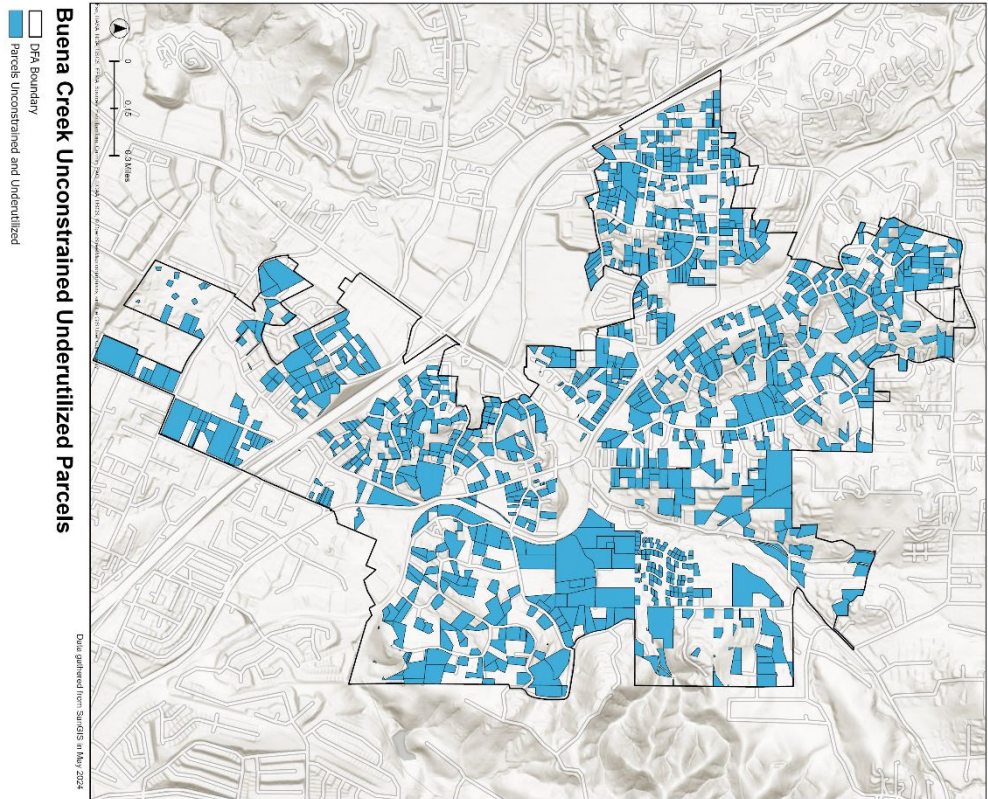 Buena Creek Unconstrained Underutilized Parcels
DFA Boundary
Parcels Unconstrained and Underutilized
0 0.15 0.3 Miles
Data gathered from SanGIS in May 2024